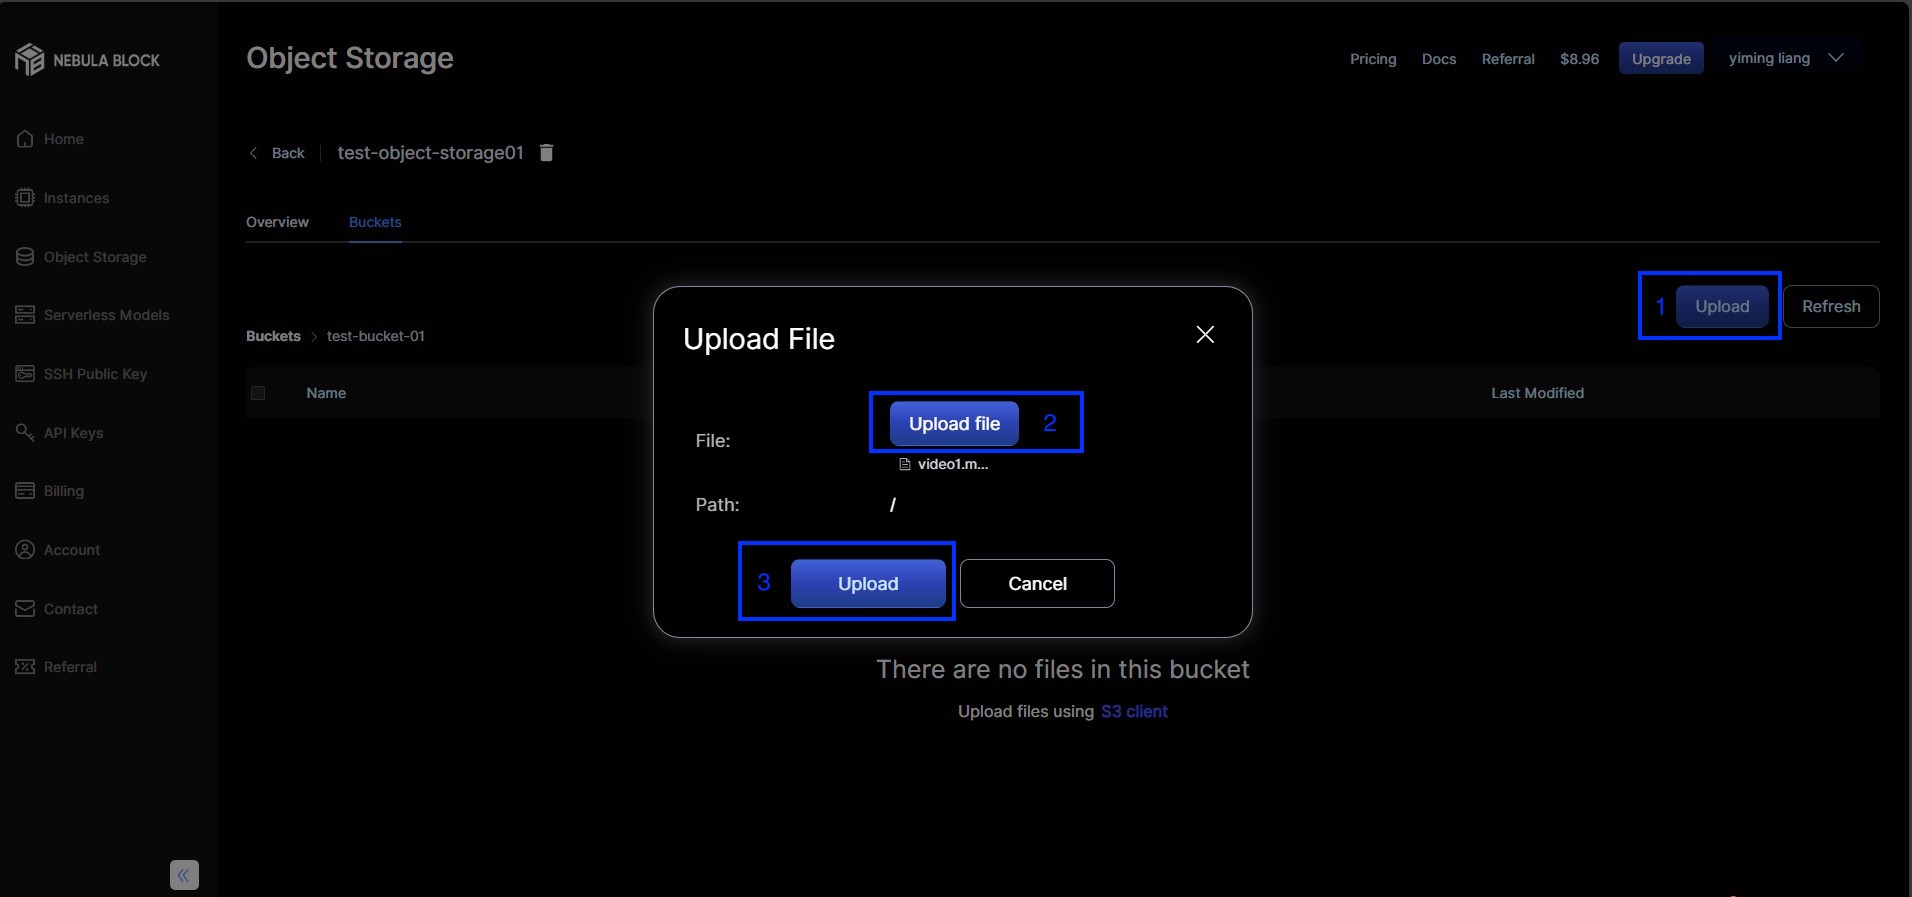 NEBULA BLOCK
Object Storage
Pricing Docs Referral $8.96 Upgrade yiming liang
Home
Instances
Object Storage
Serverless Models
SSH Public Key
API Keys
Billing
Account
Contact
Referral
Back test-object-storage01
Overview Buckets
1 Upload Refresh
Buckets > test-bucket-01
Name Last Modified
Upload File
File: Upload file 2
video1.m...
Path: /
3 Upload Cancel
There are no files in this bucket
Upload files using S3 client